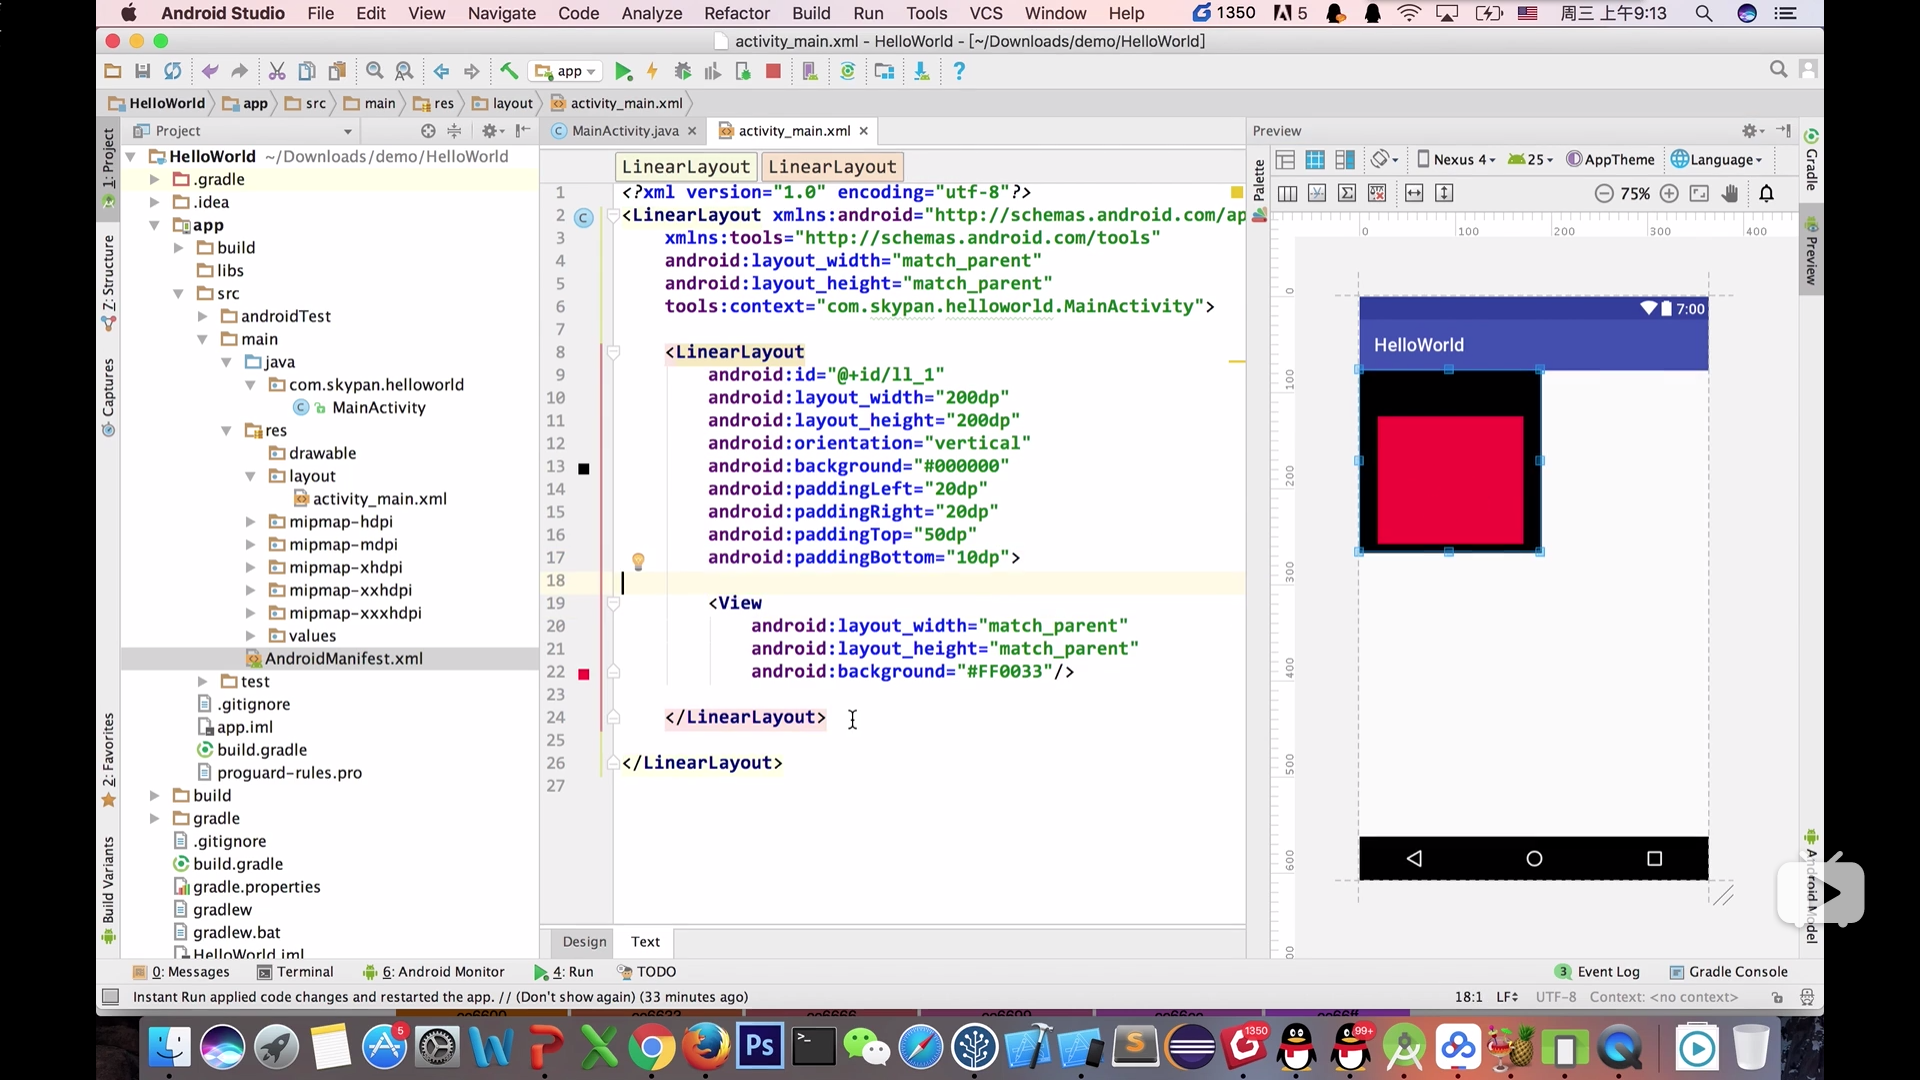 Android Studio File Edit View Navigate Code Analyze Refactor Build Run Tools VCS Window Help 1350 5 周三 上午9:13
activity_main.xml - HelloWorld - [~/Downloads/demo/HelloWorld]
app
HelloWorld app src main res layout activity_main.xml
Project
MainActivity.java
activity_main.xml
Preview
LinearLayout LinearLayout
Nexus 4 25 AppTheme Language
75%
HelloWorld ~/Downloads/demo/HelloWorld
.gradle
.idea
app
build
libs
src
androidTest
main
java
com.skypan.helloworld
MainActivity
res
drawable
layout
activity_main.xml
mipmap-hdpi
mipmap-mdpi
mipmap-xhdpi
mipmap-xxhdpi
mipmap-xxxhdpi
values
AndroidManifest.xml
test
.gitignore
app.iml
build.gradle
proguard-rules.pro
build
gradle
.gitignore
build.gradle
gradle.properties
gradlew
gradlew.bat
HelloWorld.iml
1 <?xml version="1.0" encoding="utf-8"?>
2 <LinearLayout xmlns:android="http://schemas.android.com/ap
3 xmlns:tools="http://schemas.android.com/tools"
4 android:layout_width="match_parent"
5 android:layout_height="match_parent"
6 tools:context="com.skypan.helloworld.MainActivity">
7
8 <LinearLayout
9 android:id="@+id/ll_1"
10 android:layout_width="200dp"
11 android:layout_height="200dp"
12 android:orientation="vertical"
13 android:background="#000000"
14 android:paddingLeft="20dp"
15 android:paddingRight="20dp"
16 android:paddingTop="50dp"
17 android:paddingBottom="10dp">
18
19 <View
20 android:layout_width="match_parent"
21 android:layout_height="match_parent"
22 android:background="#FF0033"/>
23
24 </LinearLayout>
25
26 </LinearLayout>
27
0 100 200 300 400
0
100
200
300
400
500
600
7:00
HelloWorld
1: Project
7: Structure
Captures
2: Favorites
Build Variants
Palette
Gradle
Preview
Android Model
Design Text
0: Messages Terminal 6: Android Monitor 4: Run TODO
3 Event Log Gradle Console
Instant Run applied code changes and restarted the app. // (Don't show again) (33 minutes ago)
18:1 LF UTF-8 Context: <no context>
5
Ps
1350
99+